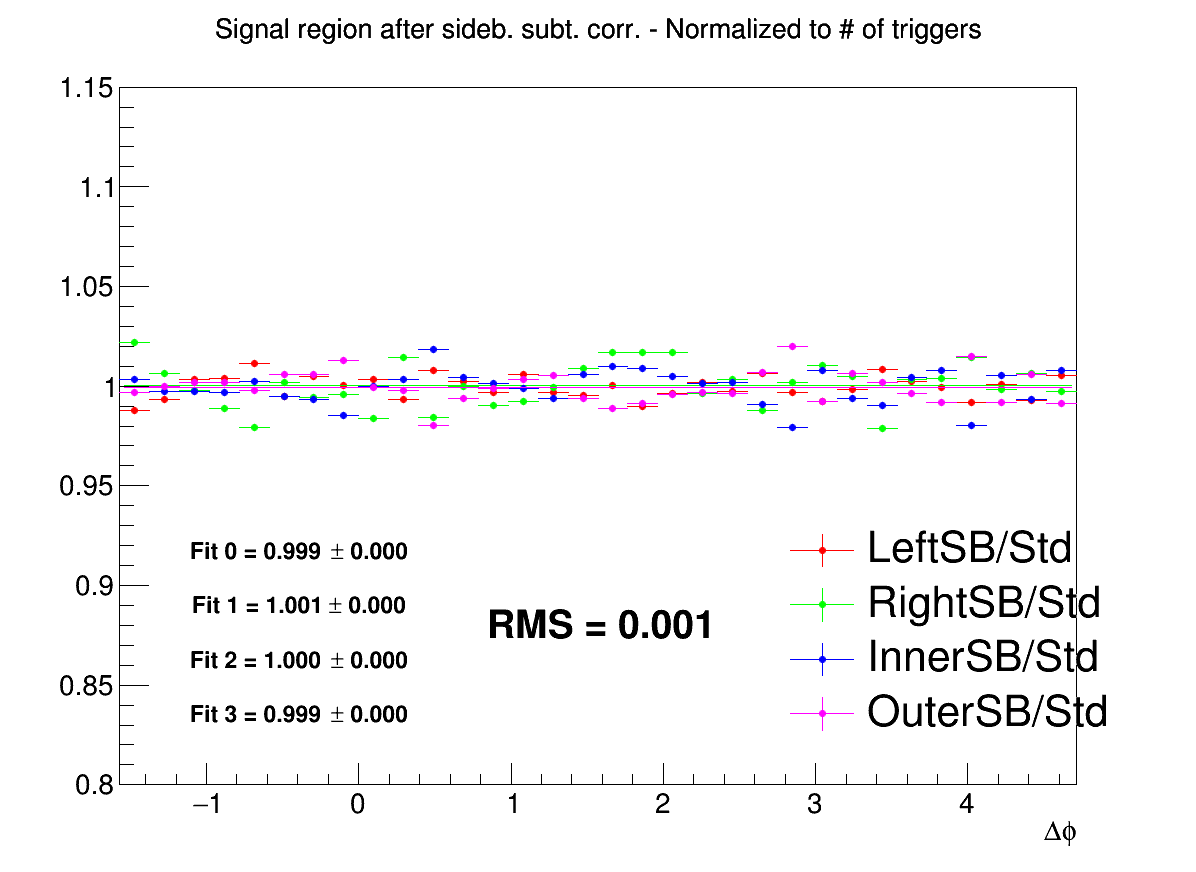 Signal region after sideb. subt. corr. - Normalized to # of triggers
1.15
1.1
1.05
1
0.95
0.9
0.85
0.8
Fit 0 = 0.999 ± 0.000
Fit 1 = 1.001 ± 0.000
Fit 2 = 1.000 ± 0.000
Fit 3 = 0.999 ± 0.000
RMS = 0.001
LeftSB/Std
RightSB/Std
InnerSB/Std
OuterSB/Std
−1 0 1 2 3 4
Δϕ